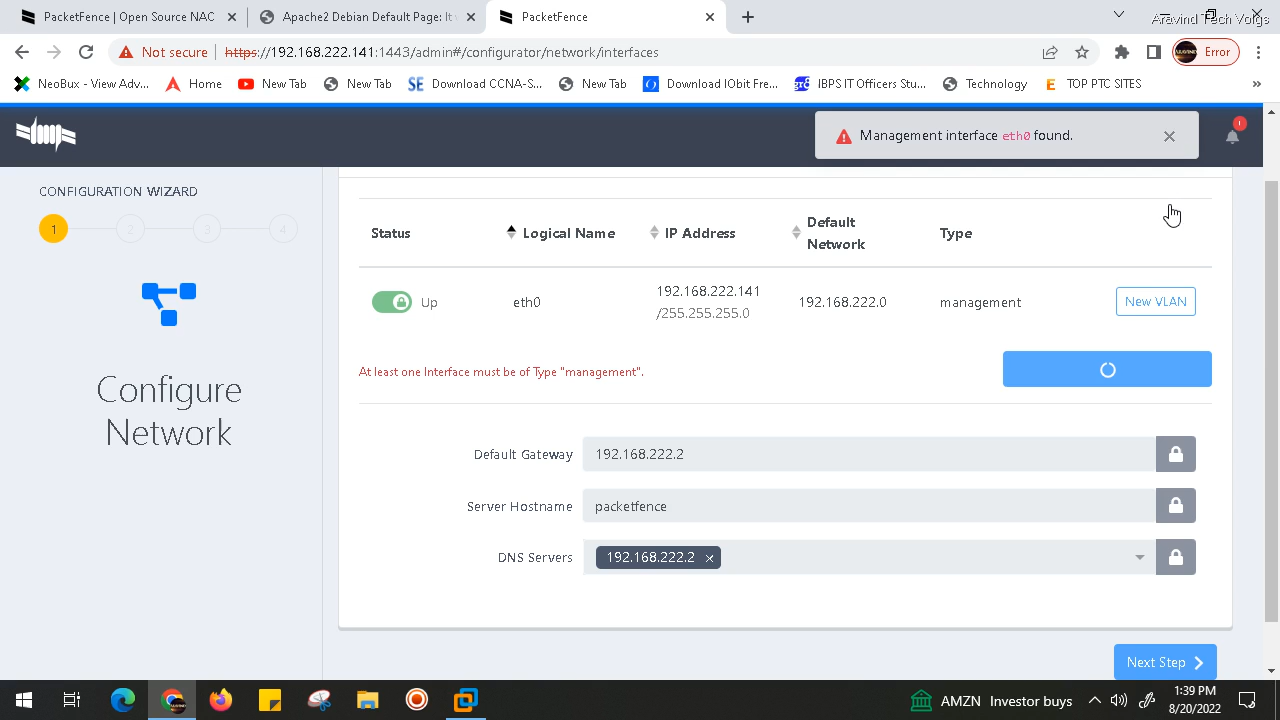 PacketFence | Open Source NAC
Apache2 Debian Default Page: It
PacketFence
Aravind Tech Volgs
Not secure
https://192.168.222.141:1443/admin#/configurator/network/interfaces
Error
NeoBux - View Adv...
Home
New Tab
New Tab
Download CCNA-S...
New Tab
Download IObit Fre...
IBPS IT Officers Stu...
Technology
TOP PTC SITES
»
Management interface eth0 found.
CONFIGURATION WIZARD
1 2 3 4
Configure
Network
Status Logical Name IP Address Default Network Type
Up eth0 192.168.222.141 /255.255.255.0 192.168.222.0 management New VLAN
At least one Interface must be of Type "management".
Default Gateway 192.168.222.2
Server Hostname packetfence
DNS Servers 192.168.222.2
Next Step
AMZN Investor buys
1:39 PM
8/20/2022